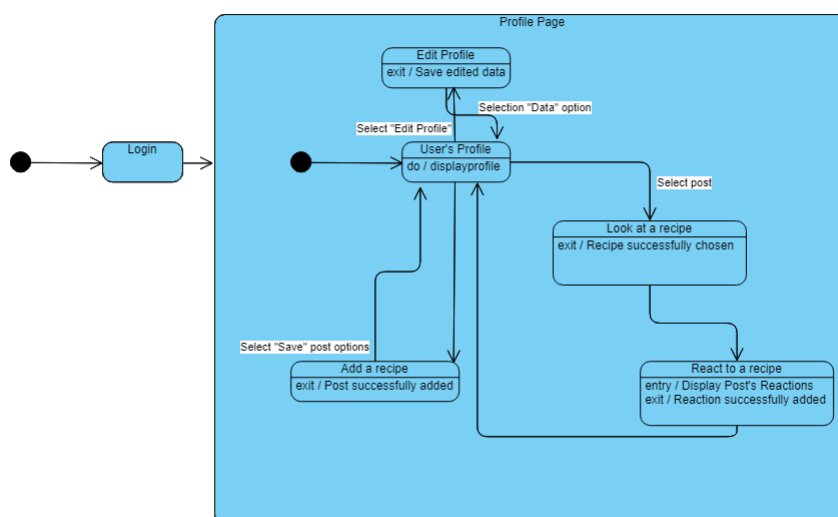 Profile Page
Edit Profile
exit / Save edited data
Selection "Data" option
Select "Edit Profile"
Login
User's Profile
do / displayprofile
Select post
Look at a recipe
exit / Recipe successfully chosen
Select "Save" post options
Add a recipe
exit / Post successfully added
React to a recipe
entry / Display Post's Reactions
exit / Reaction successfully added